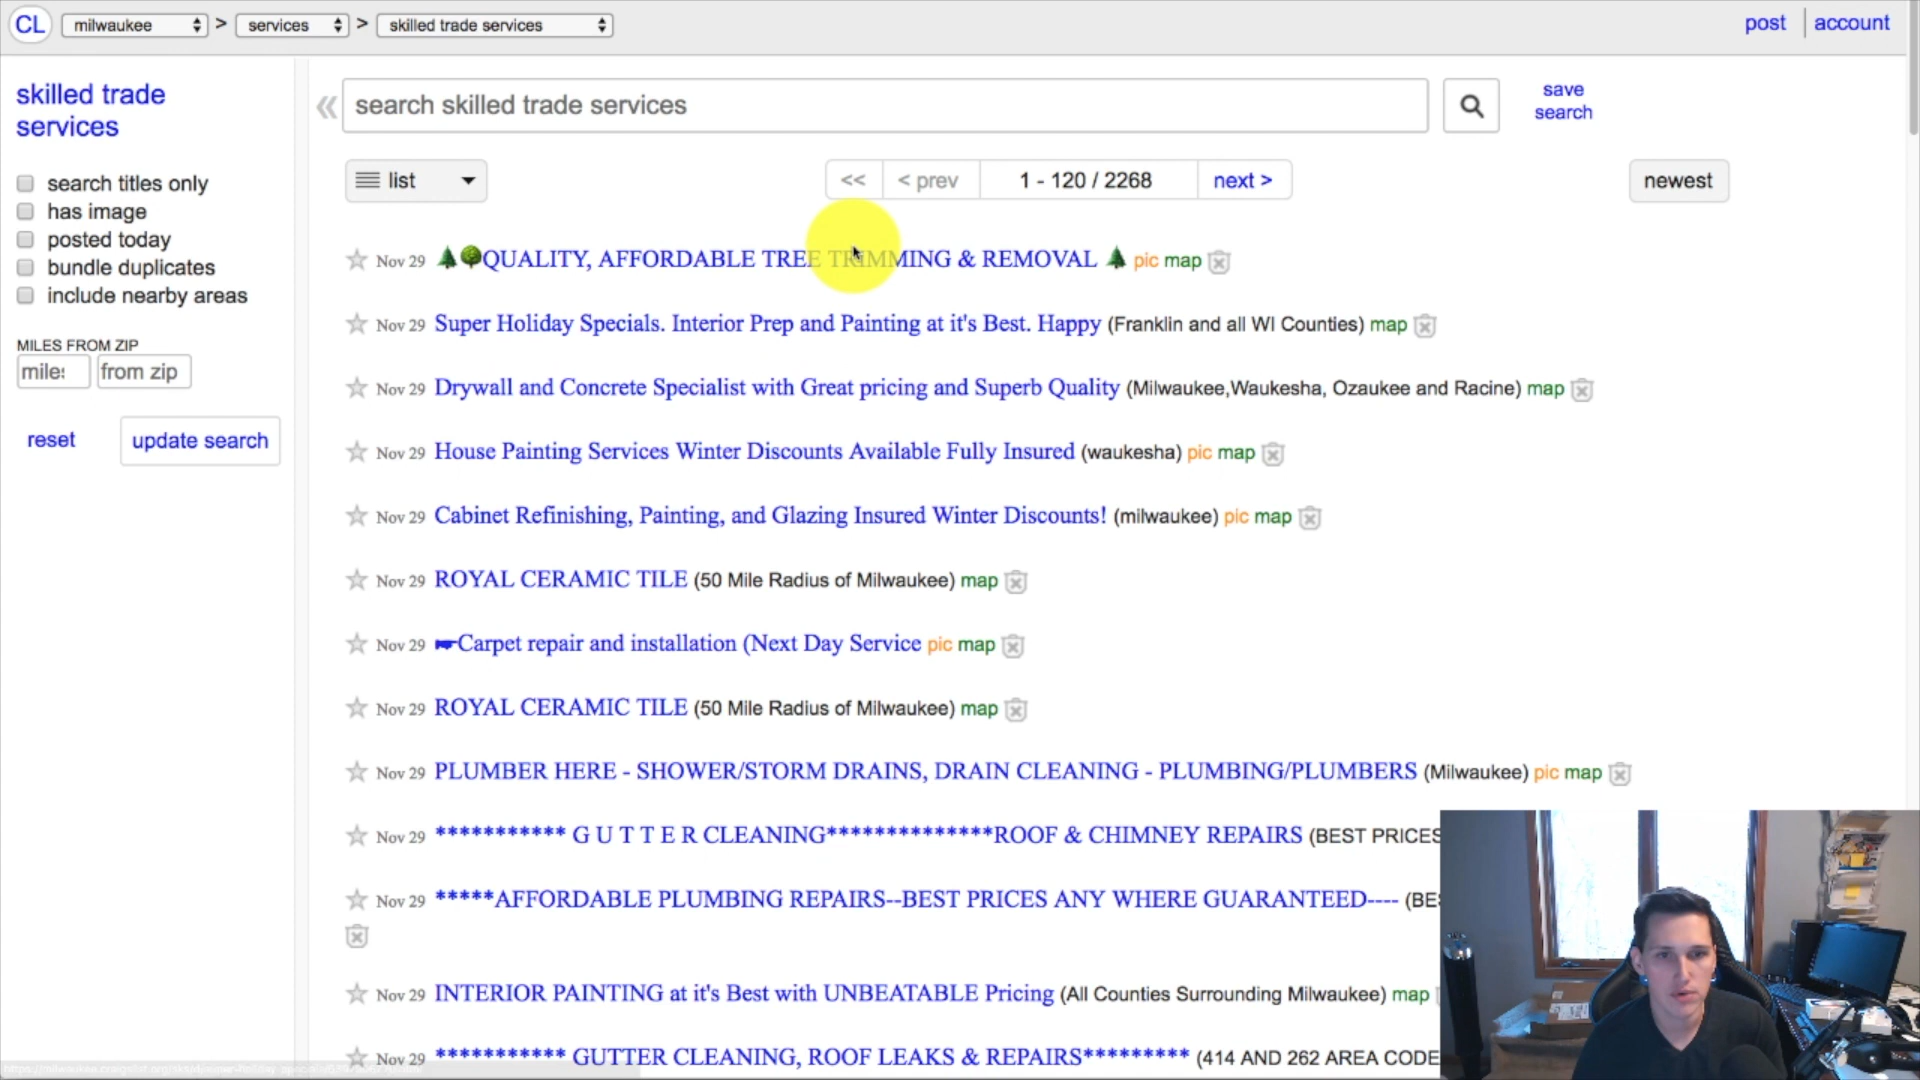 CL milwaukee > services > skilled trade services post account
skilled trade services
search titles only
has image
posted today
bundle duplicates
include nearby areas
MILES FROM ZIP
miles from zip
reset update search
« search skilled trade services save search
list << < prev 1 - 120 / 2268 next > newest
Nov 29 QUALITY, AFFORDABLE TREE TRIMMING & REMOVAL pic map
Nov 29 Super Holiday Specials. Interior Prep and Painting at it's Best. Happy (Franklin and all WI Counties) map
Nov 29 Drywall and Concrete Specialist with Great pricing and Superb Quality (Milwaukee,Waukesha, Ozaukee and Racine) map
Nov 29 House Painting Services Winter Discounts Available Fully Insured (waukesha) pic map
Nov 29 Cabinet Refinishing, Painting, and Glazing Insured Winter Discounts! (milwaukee) pic map
Nov 29 ROYAL CERAMIC TILE (50 Mile Radius of Milwaukee) map
Nov 29 Carpet repair and installation (Next Day Service pic map
Nov 29 ROYAL CERAMIC TILE (50 Mile Radius of Milwaukee) map
Nov 29 PLUMBER HERE - SHOWER/STORM DRAINS, DRAIN CLEANING - PLUMBING/PLUMBERS (Milwaukee) pic map
Nov 29 *********** G U T T E R CLEANING**************ROOF & CHIMNEY REPAIRS (BEST PRICES
Nov 29 *****AFFORDABLE PLUMBING REPAIRS--BEST PRICES ANY WHERE GUARANTEED---- (BE
Nov 29 INTERIOR PAINTING at it's Best with UNBEATABLE Pricing (All Counties Surrounding Milwaukee) map
Nov 29 *********** GUTTER CLEANING, ROOF LEAKS & REPAIRS********* (414 AND 262 AREA CODE